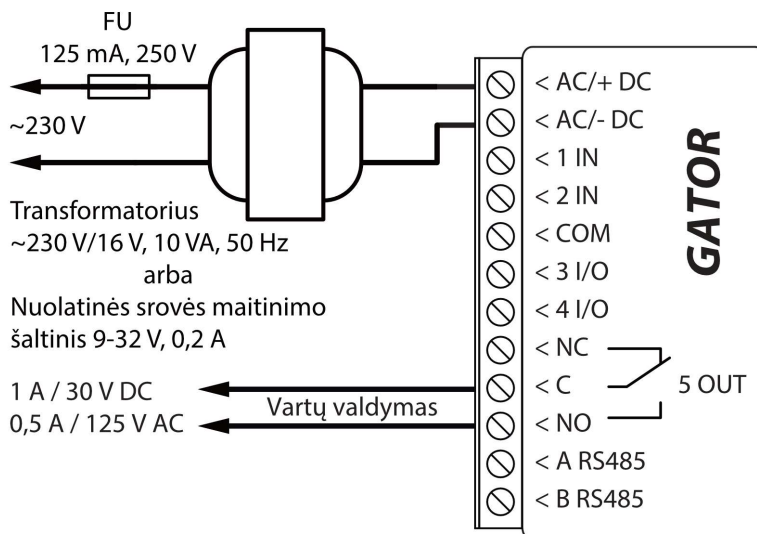 FU
125 mA, 250 V
~230 V
Transformatorius
~230 V/16 V, 10 VA, 50 Hz
arba
Nuolatinės srovės maitinimo
šaltinis 9-32 V, 0,2 A
1 A / 30 V DC
0,5 A / 125 V AC
Vartų valdymas
< AC/+ DC
< AC/- DC
< 1 IN
< 2 IN
< COM
< 3 I/O
< 4 I/O
< NC
< C
< NO
< A RS485
< B RS485
5 OUT
GATOR